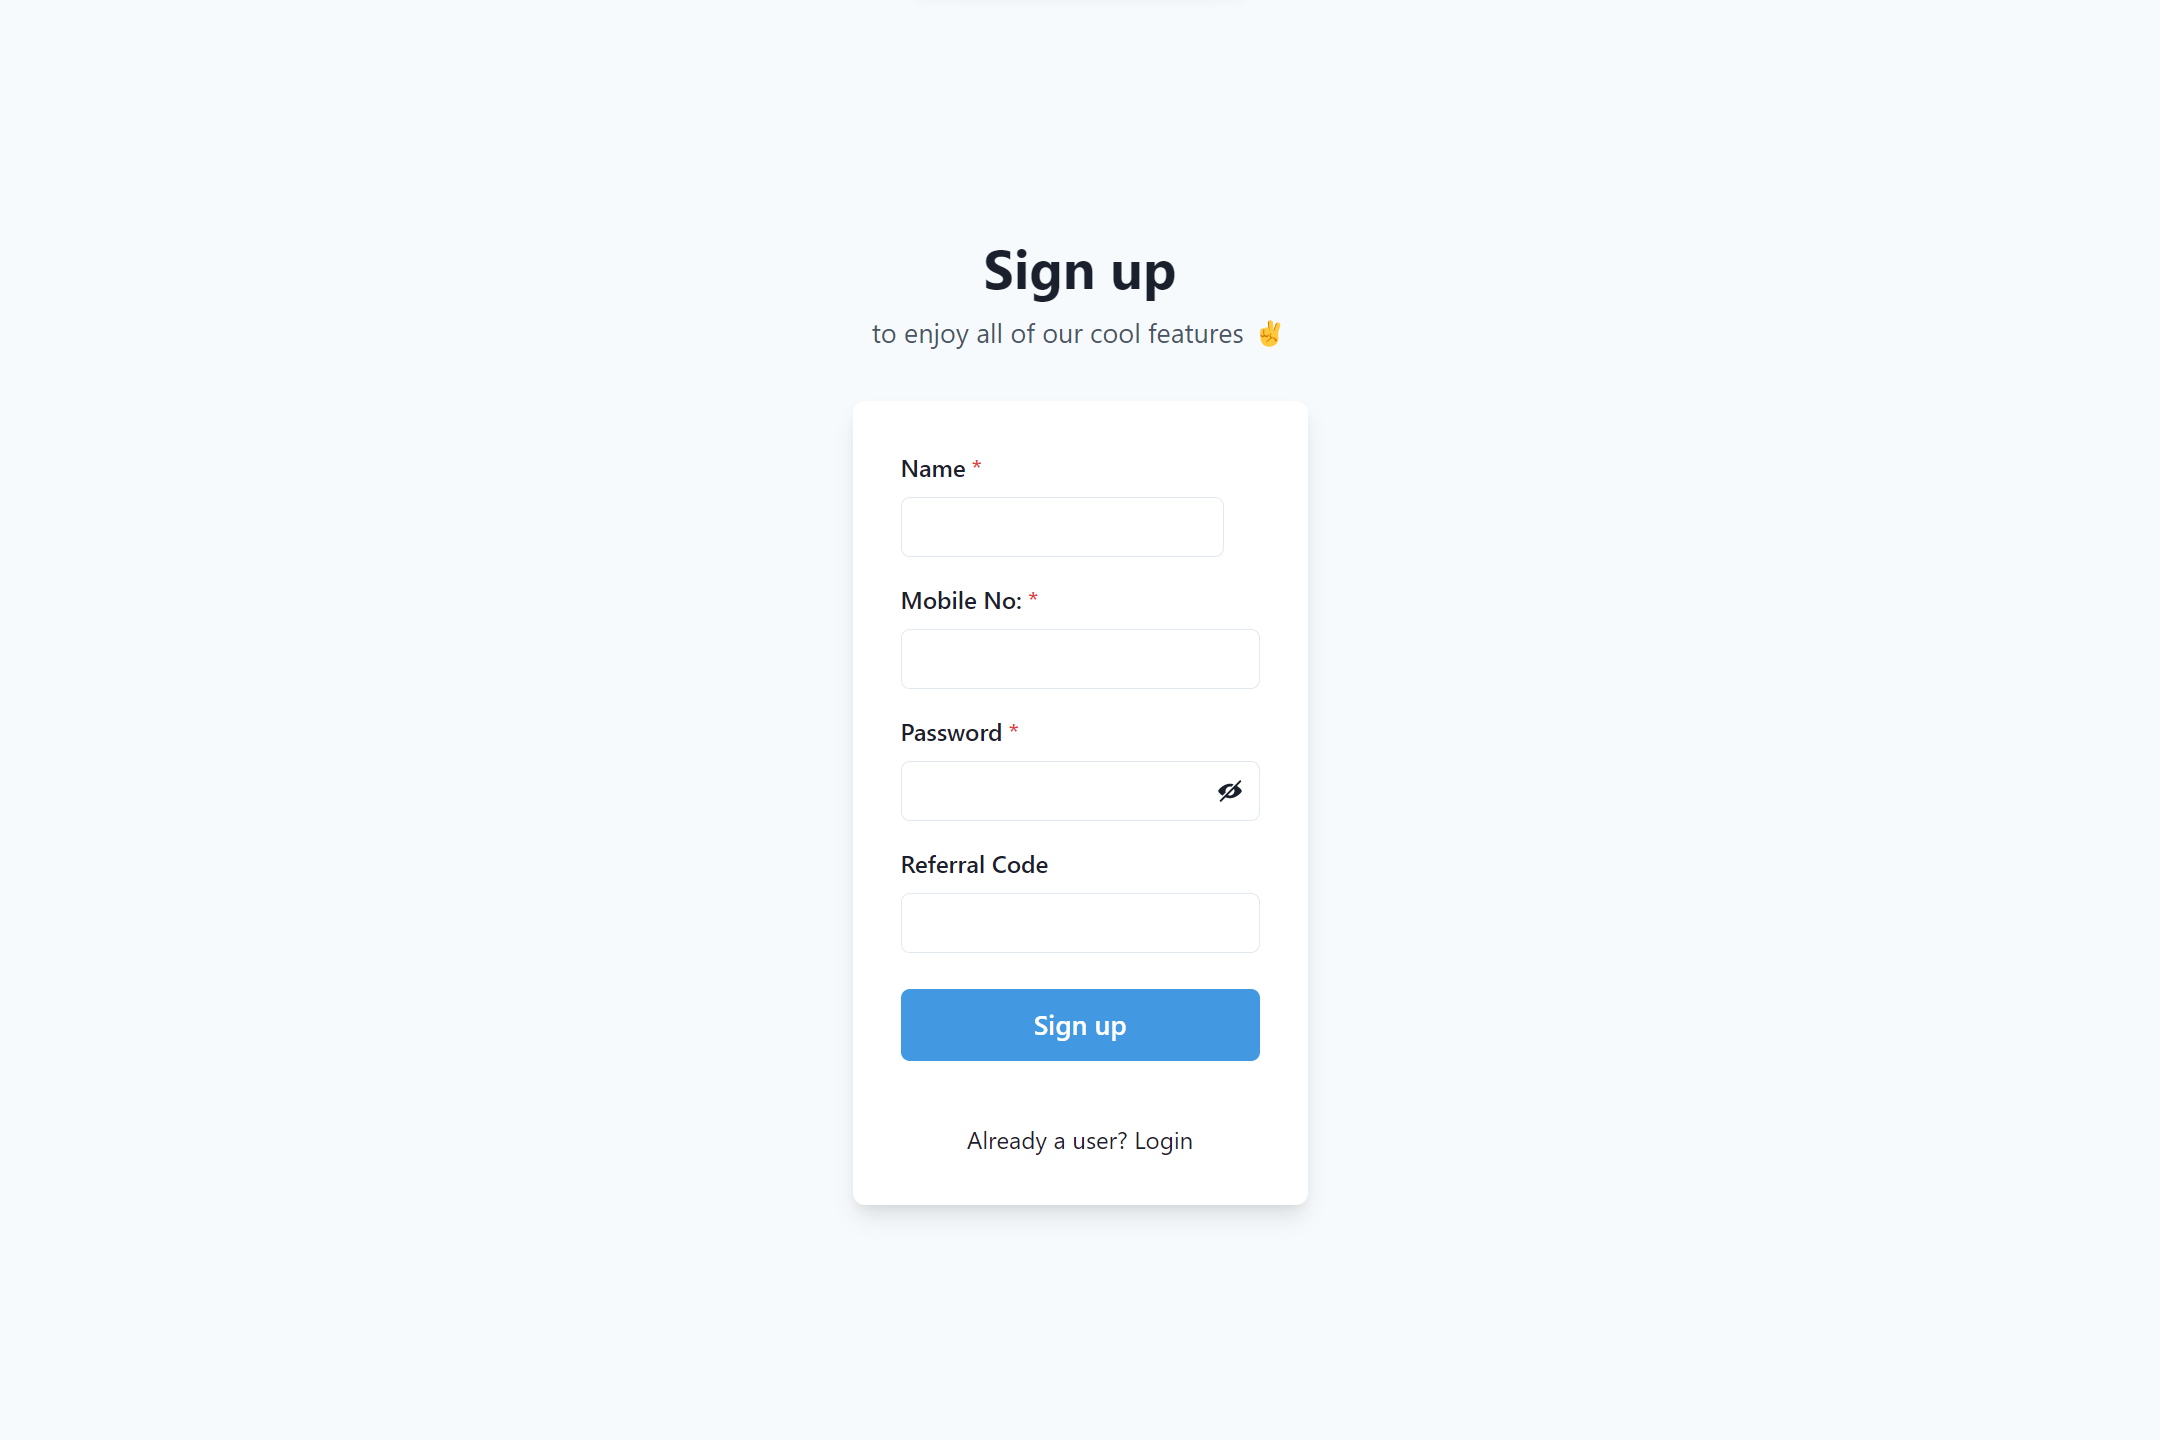 Sign up
to enjoy all of our cool features ✌️
Name *
Mobile No: *
Password *
Referral Code
Sign up
Already a user? Login